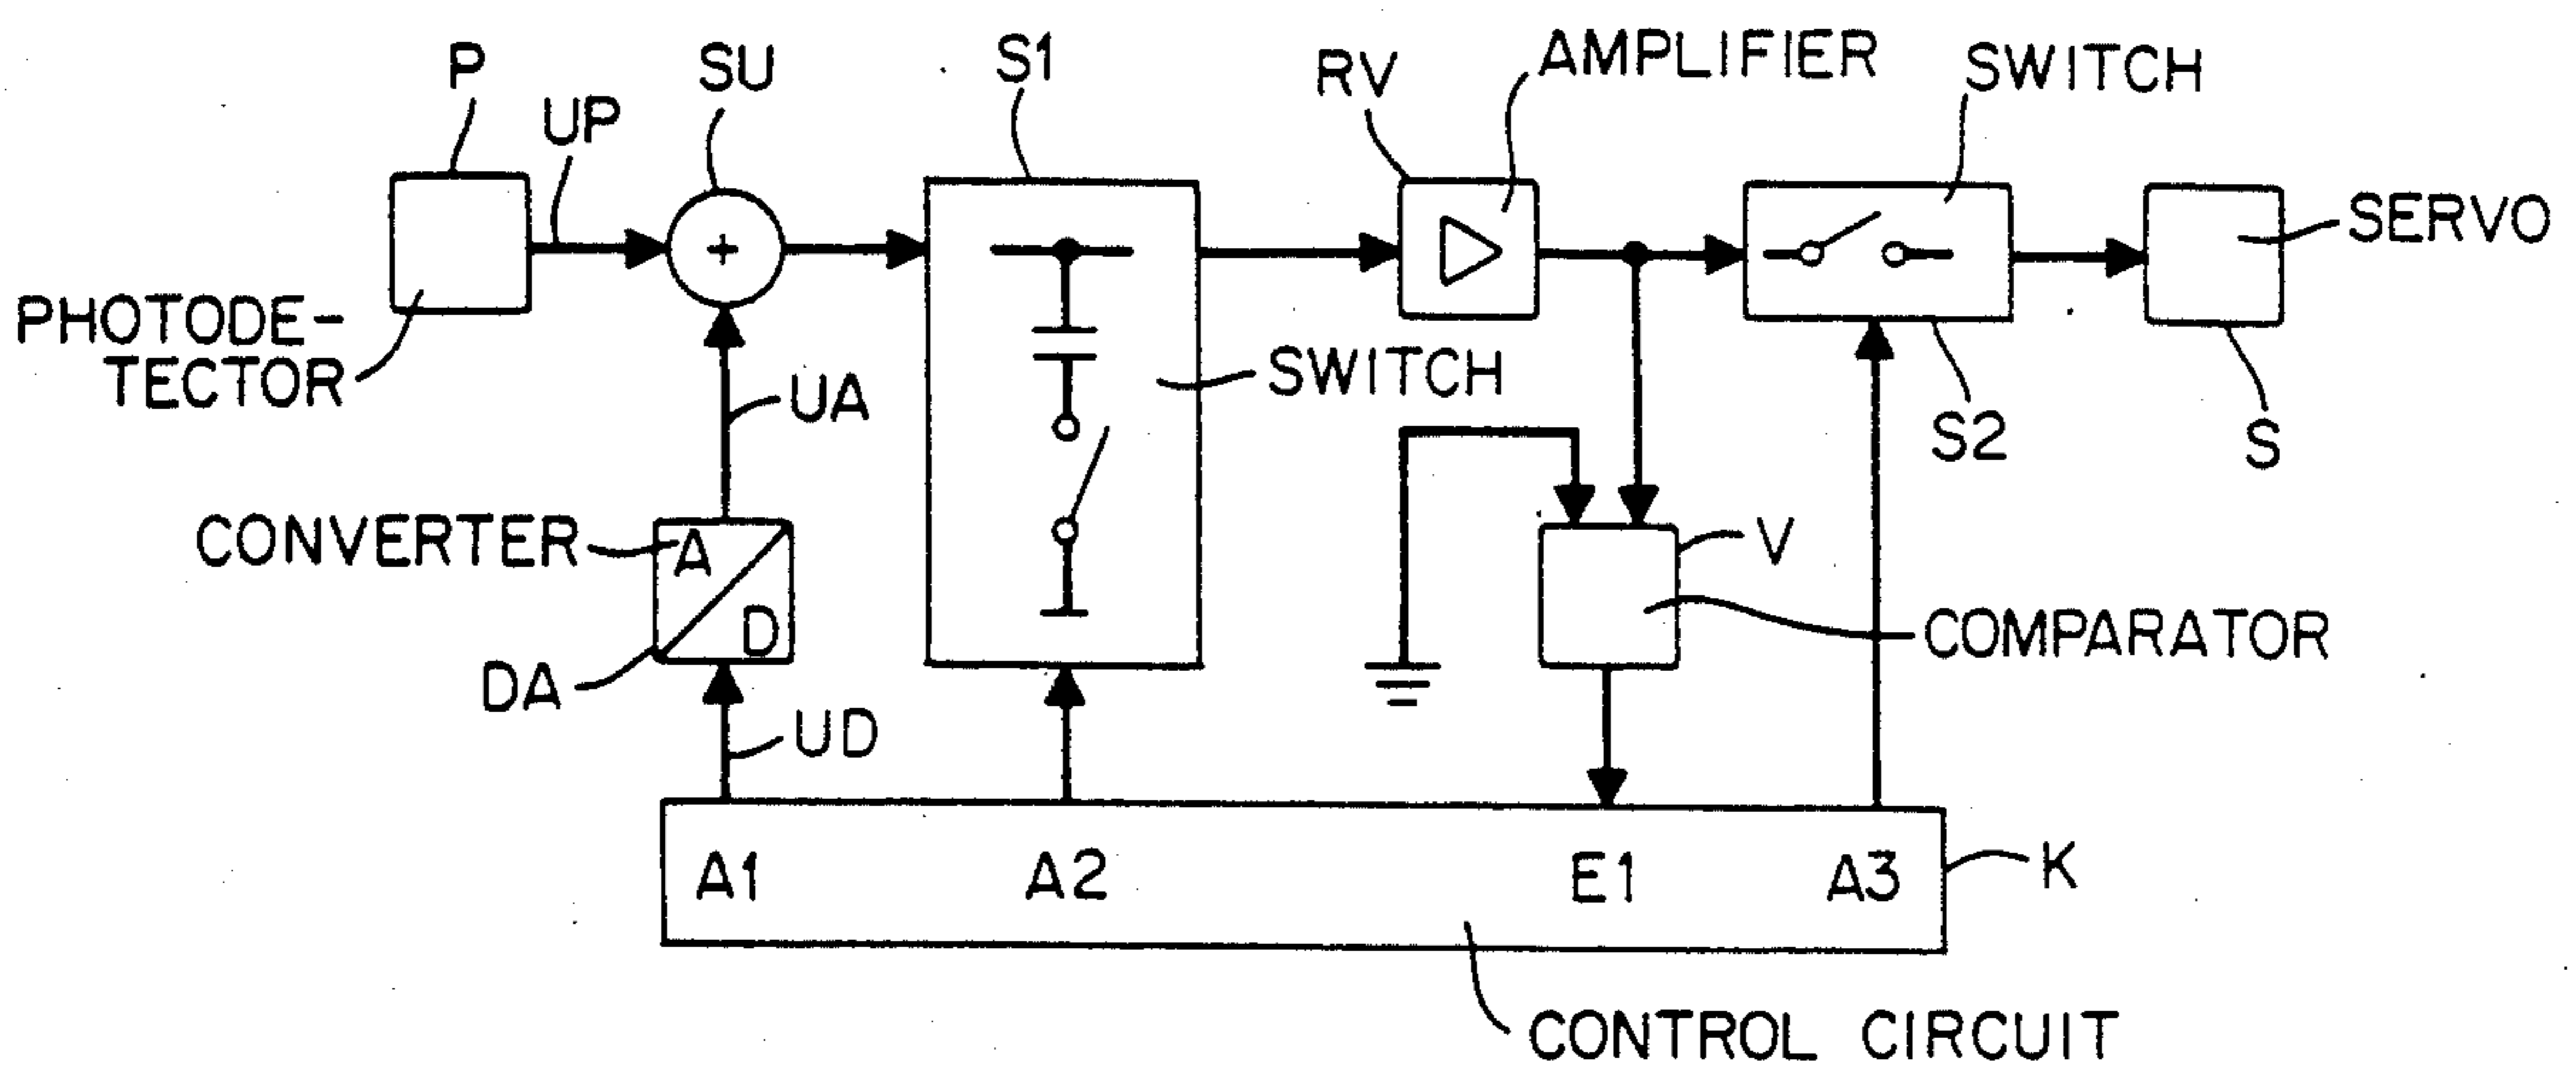 P
UP
SU
S1
RV
AMPLIFIER
SWITCH
SERVO
PHOTODE-
TECTOR
+
SWITCH
UA
S2
S
CONVERTER
A
D
V
COMPARATOR
DA
UD
A1
A2
E1
A3
K
CONTROL CIRCUIT